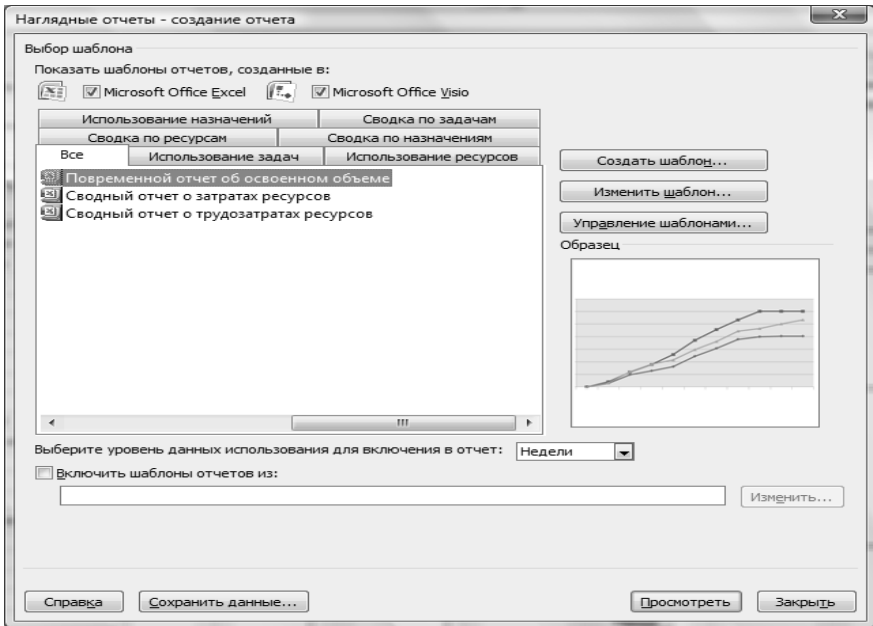 Наглядные отчеты - создание отчета
Выбор шаблона
Показать шаблоны отчетов, созданные в:
Microsoft Office Excel Microsoft Office Visio
Использование назначений Сводка по задачам
Сводка по ресурсам Сводка по назначениям
Все Использование задач Использование ресурсов
Повременной отчет об освоенном объеме
Сводный отчет о затратах ресурсов
Сводный отчет о трудозатратах ресурсов
Создать шаблон...
Изменить шаблон...
Управление шаблонами...
Образец
Выберите уровень данных использования для включения в отчет: Недели
Включить шаблоны отчетов из:
Изменить...
Справка Сохранить данные... Просмотреть Закрыть